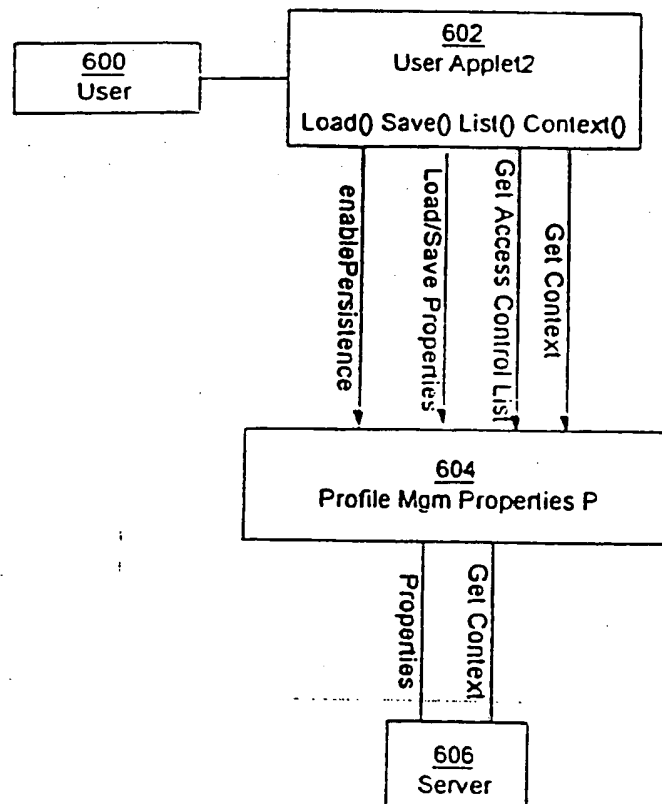 600
User
602
User Applet2
Load() Save() List() Context()
enablePersistence
Load/Save Properties
Get Access Control List
Get Context
604
Profile Mgm Properties P
Properties
Get Context
606
Server